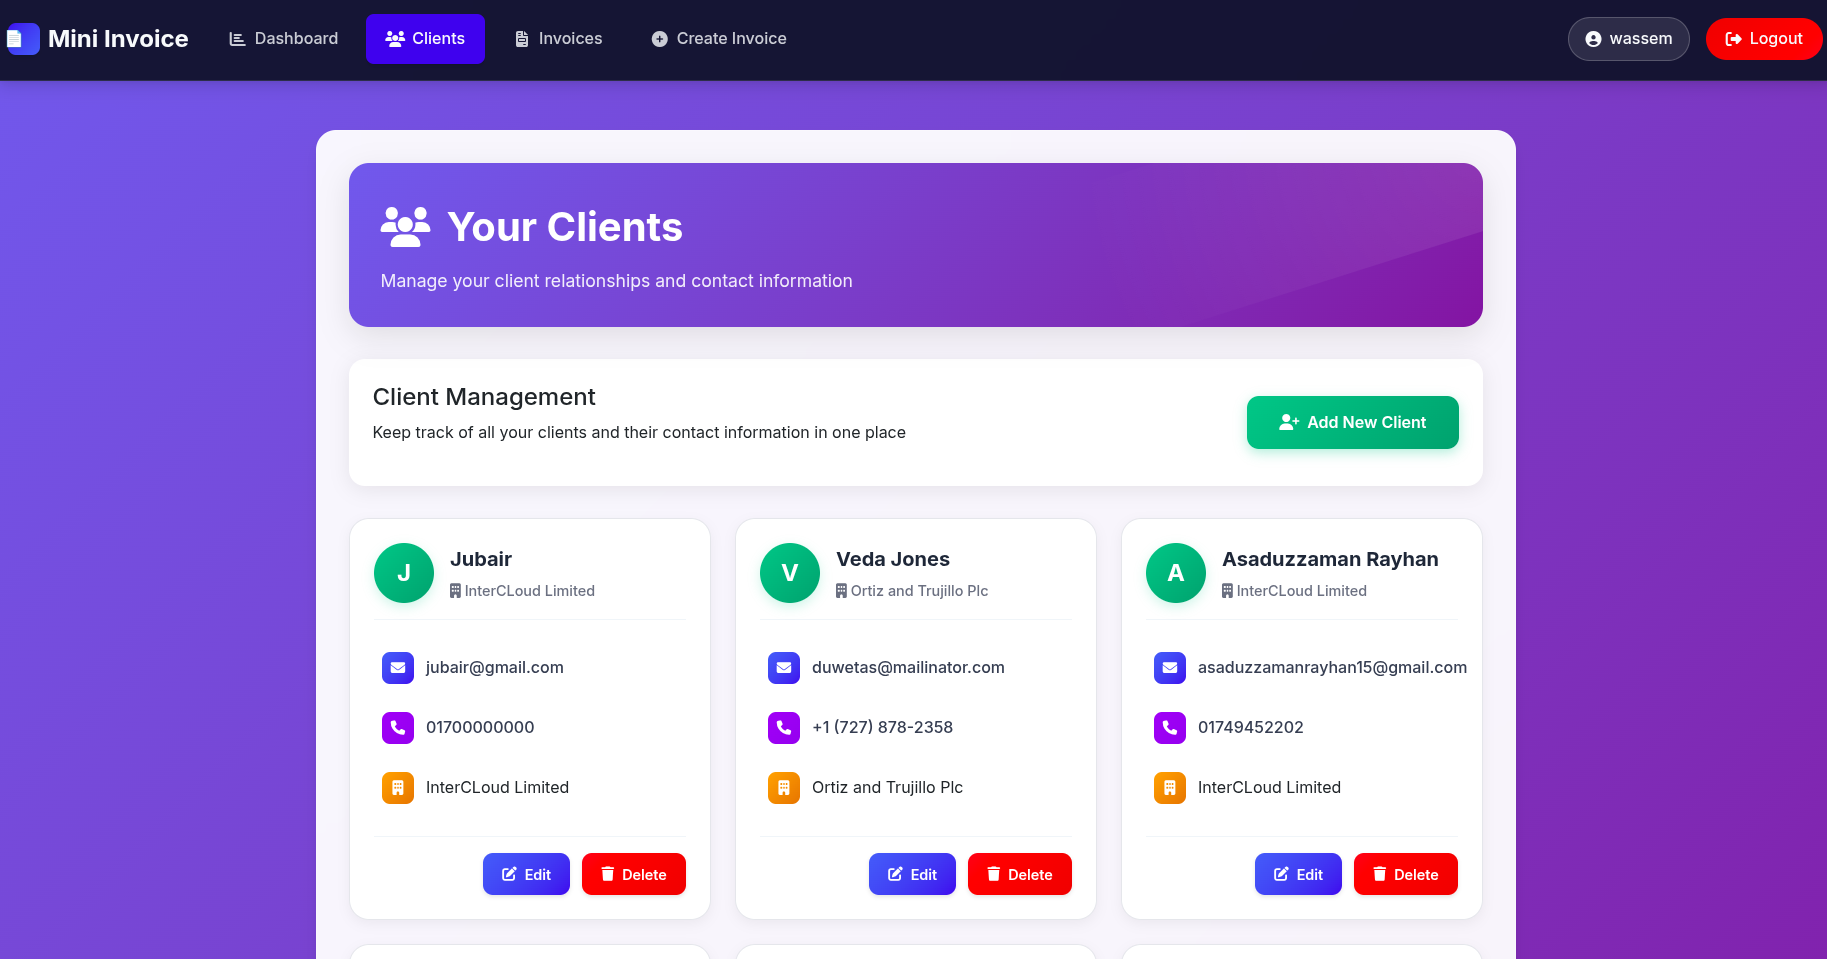 Mini Invoice
Dashboard
Clients
Invoices
Create Invoice
wassem
Logout
Your Clients
Manage your client relationships and contact information
Client Management
Keep track of all your clients and their contact information in one place
Add New Client
J
Jubair
InterCLoud Limited
jubair@gmail.com
01700000000
InterCLoud Limited
Edit
Delete
V
Veda Jones
Ortiz and Trujillo Plc
duwetas@mailinator.com
+1 (727) 878-2358
Ortiz and Trujillo Plc
Edit
Delete
A
Asaduzzaman Rayhan
InterCLoud Limited
asaduzzamanrayhan15@gmail.com
01749452202
InterCLoud Limited
Edit
Delete